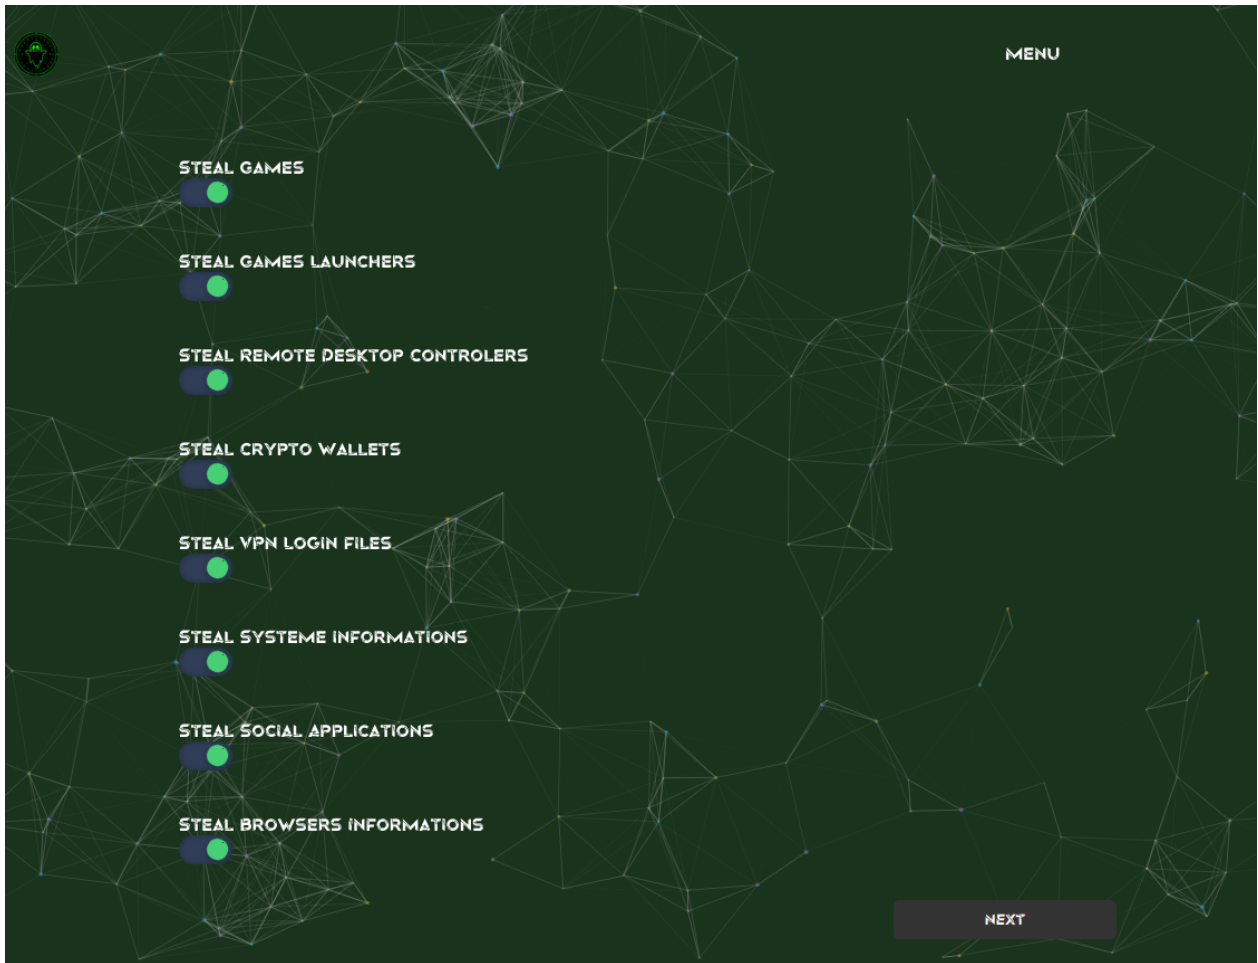 MENU
STEAL GAMES
STEAL GAMES LAUNCHERS
STEAL REMOTE DESKTOP CONTROLERS
STEAL CRYPTO WALLETS
STEAL VPN LOGIN FILES
STEAL SYSTEME INFORMATIONS
STEAL SOCIAL APPLICATIONS
STEAL BROWSERS INFORMATIONS
NEXT